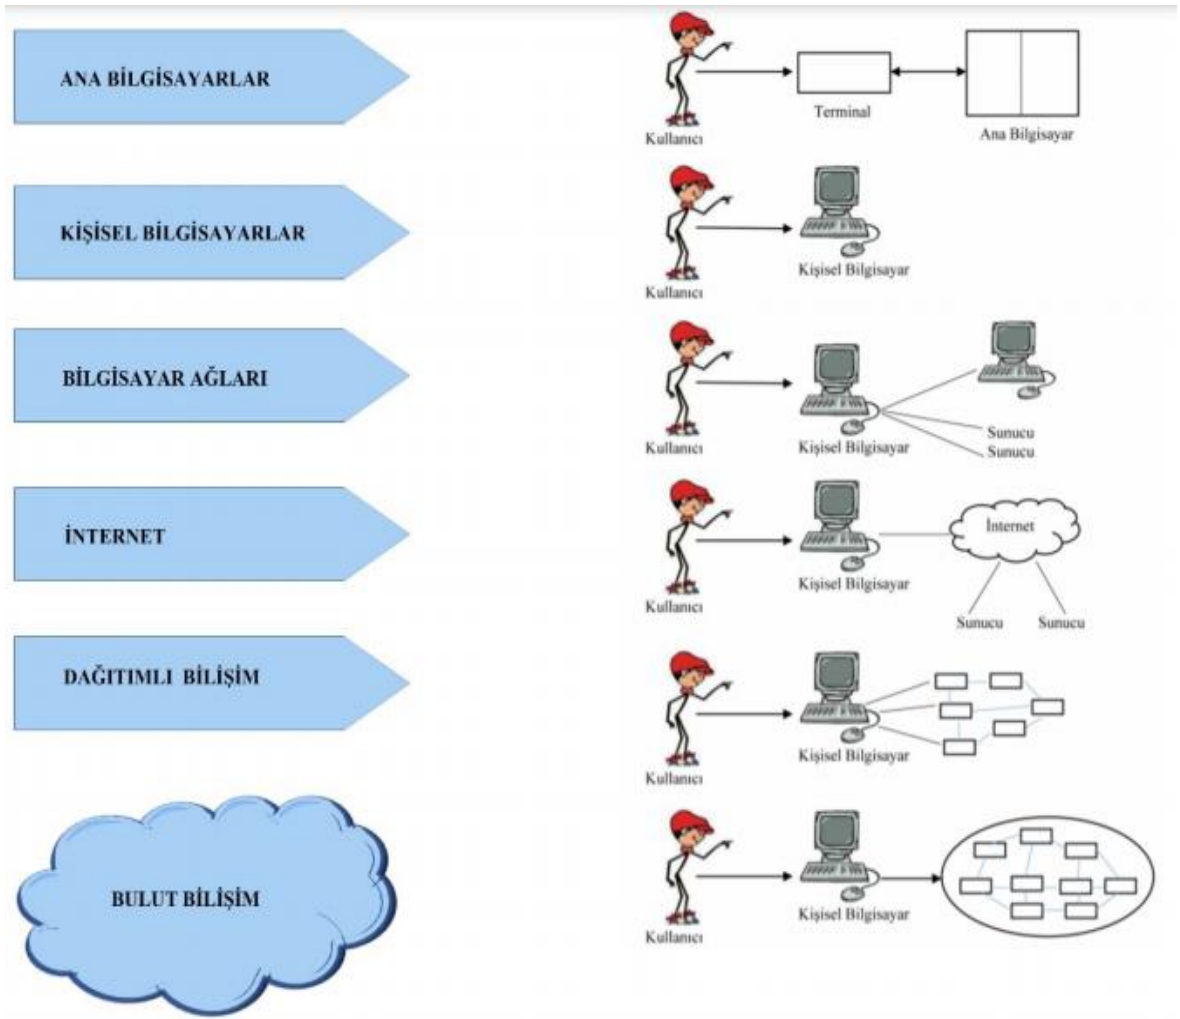 ANA BİLGİSAYARLAR
Terminal
Ana Bilgisayar
Kullanıcı
KİŞİSEL BİLGİSAYARLAR
Kişisel Bilgisayar
Kullanıcı
BİLGİSAYAR AĞLARI
Sunucu
Sunucu
Kişisel Bilgisayar
Kullanıcı
İNTERNET
İnternet
Kişisel Bilgisayar
Kullanıcı
Sunucu
Sunucu
DAĞITIMLI BİLİŞİM
Kişisel Bilgisayar
Kullanıcı
BULUT BİLİŞİM
Kişisel Bilgisayar
Kullanıcı